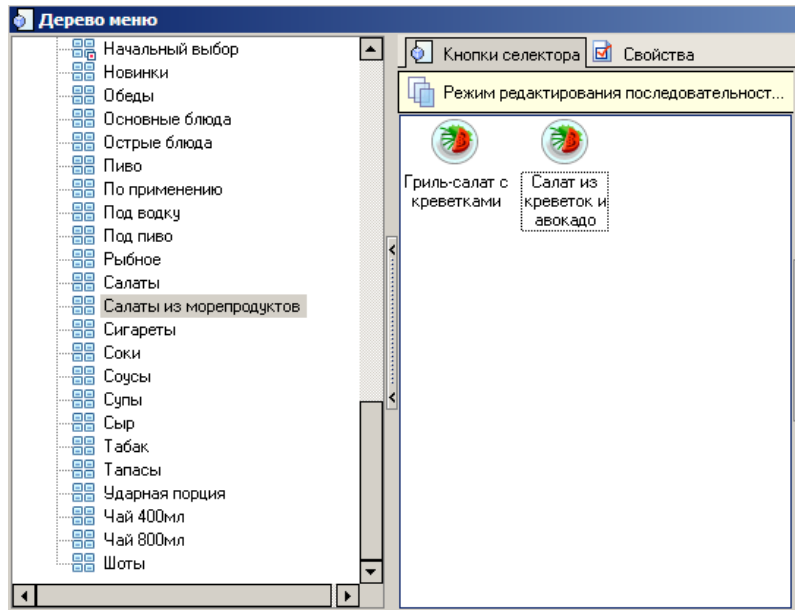 Дерево меню
Начальный выбор
Новинки
Обеды
Основные блюда
Острые блюда
Пиво
По применению
Под водку
Под пиво
Рыбное
Салаты
Салаты из морепродуктов
Сигареты
Соки
Соусы
Супы
Сыр
Табак
Тапасы
Ударная порция
Чай 400мл
Чай 800мл
Шоты
Кнопки селектора
Свойства
Режим редактирования последовательност...
Гриль-салат с
креветками
Салат из
креветок и
авокадо